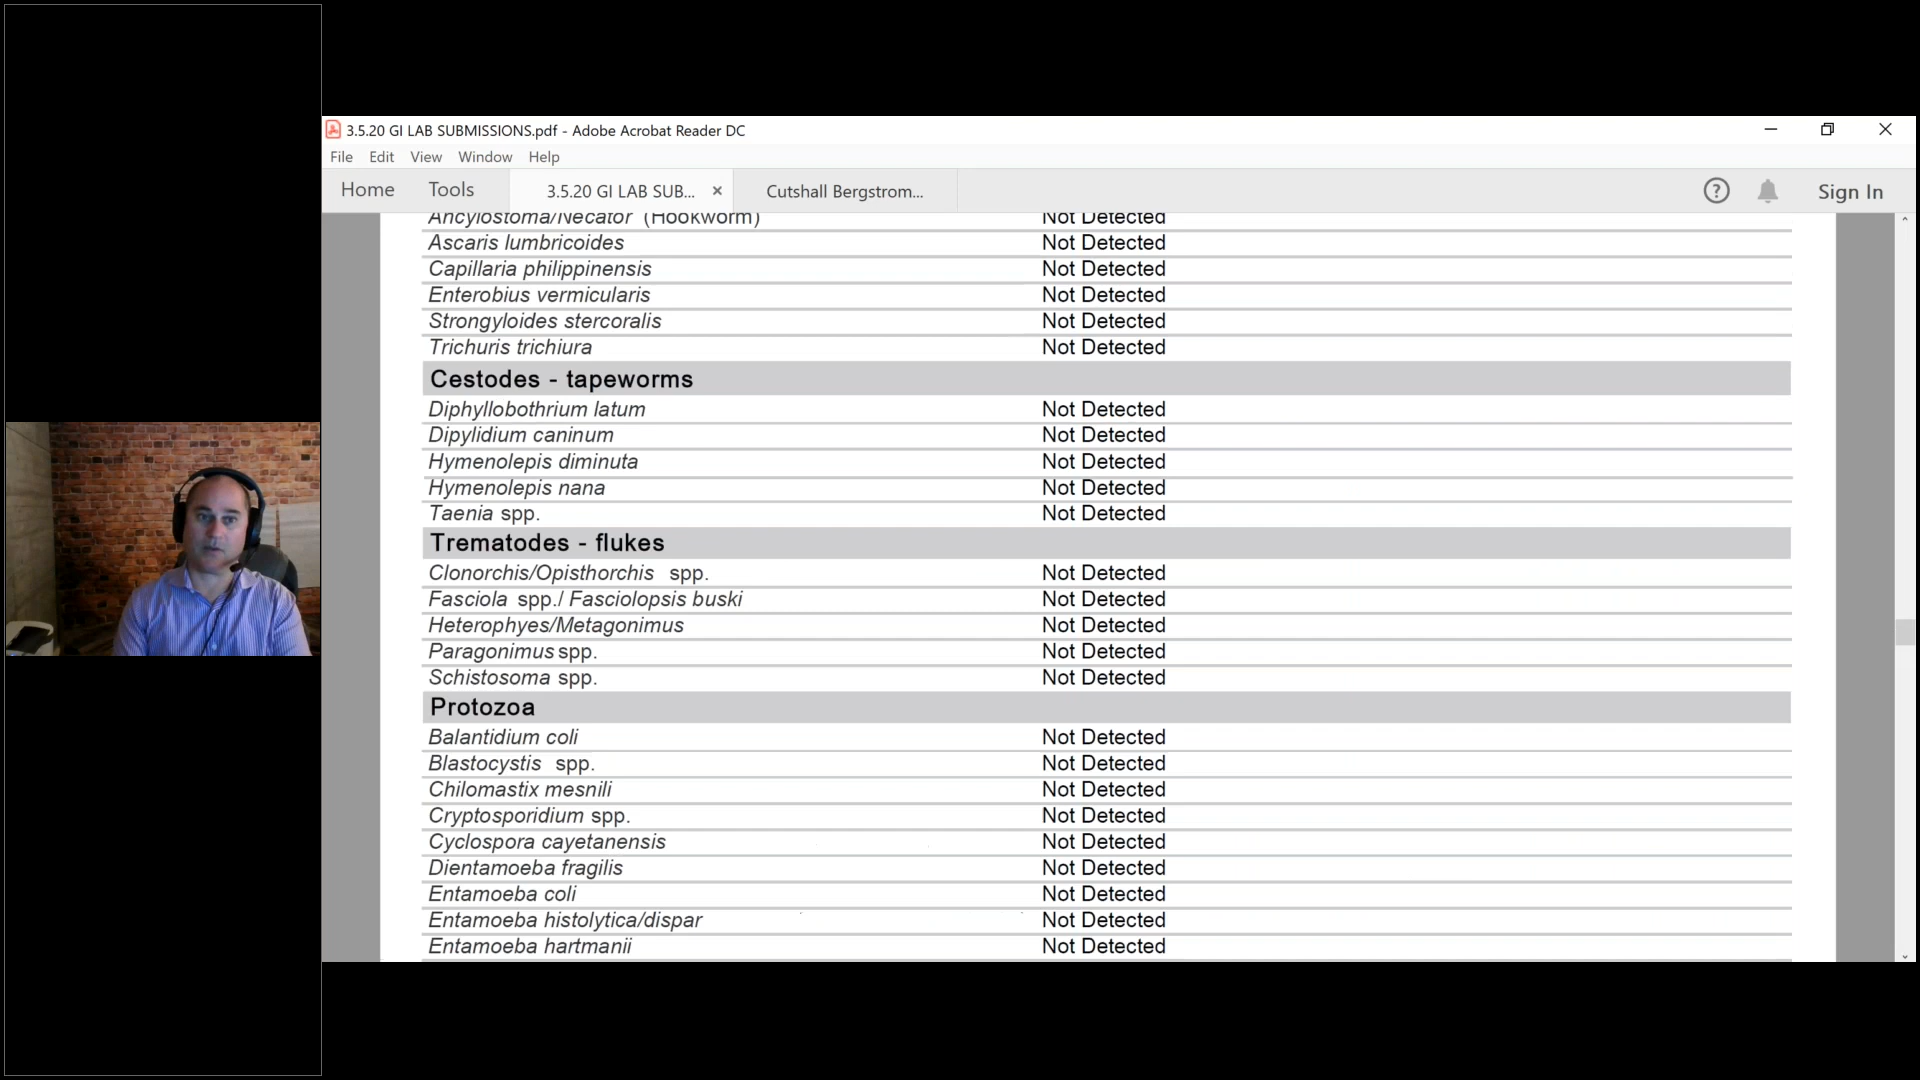 3.5.20 GI LAB SUBMISSIONS.pdf - Adobe Acrobat Reader DC
File Edit View Window Help
Home Tools 3.5.20 GI LAB SUB... × Cutshall Bergstrom... ? Sign In
Ancylostoma/Necator (Hookworm) Not Detected
Ascaris lumbricoides Not Detected
Capillaria philippinensis Not Detected
Enterobius vermicularis Not Detected
Strongyloides stercoralis Not Detected
Trichuris trichiura Not Detected
Cestodes - tapeworms
Diphyllobothrium latum Not Detected
Dipylidium caninum Not Detected
Hymenolepis diminuta Not Detected
Hymenolepis nana Not Detected
Taenia spp. Not Detected
Trematodes - flukes
Clonorchis/Opisthorchis spp. Not Detected
Fasciola spp./ Fasciolopsis buski Not Detected
Heterophyes/Metagonimus Not Detected
Paragonimus spp. Not Detected
Schistosoma spp. Not Detected
Protozoa
Balantidium coli Not Detected
Blastocystis spp. Not Detected
Chilomastix mesnili Not Detected
Cryptosporidium spp. Not Detected
Cyclospora cayetanensis Not Detected
Dientamoeba fragilis Not Detected
Entamoeba coli Not Detected
Entamoeba histolytica/dispar Not Detected
Entamoeba hartmanii Not Detected